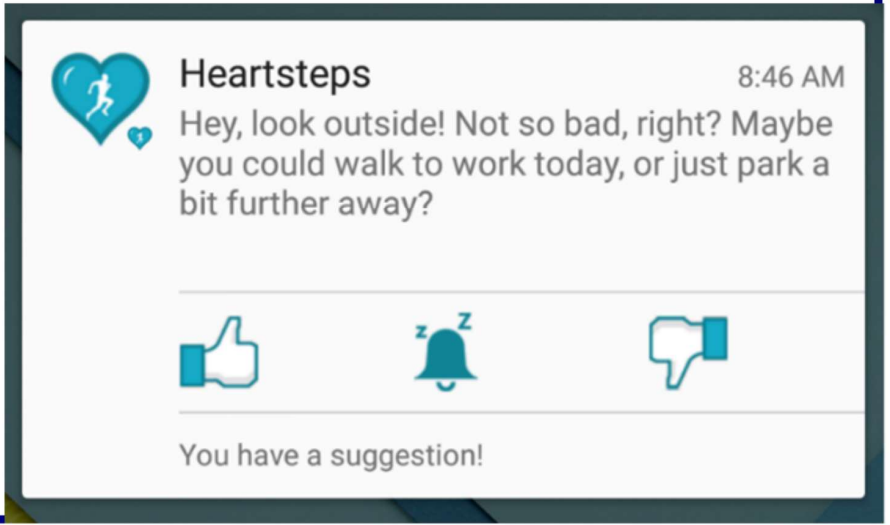 Heartsteps
8:46 AM
Hey, look outside! Not so bad, right? Maybe
you could walk to work today, or just park a
bit further away?
z Z
You have a suggestion!